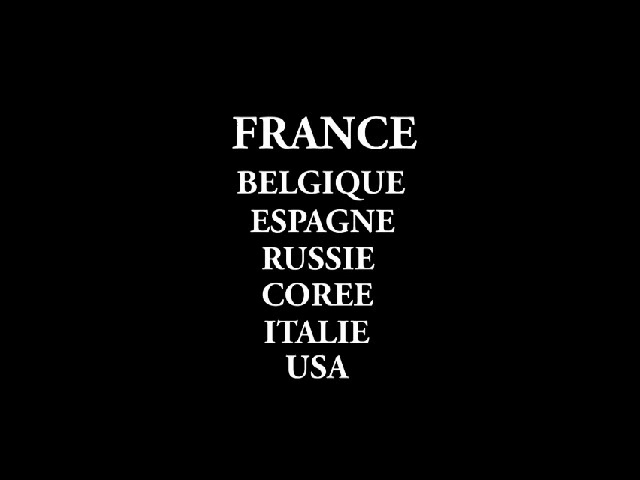 FRANCE
BELGIQUE
ESPAGNE
RUSSIE
COREE
ITALIE
USA